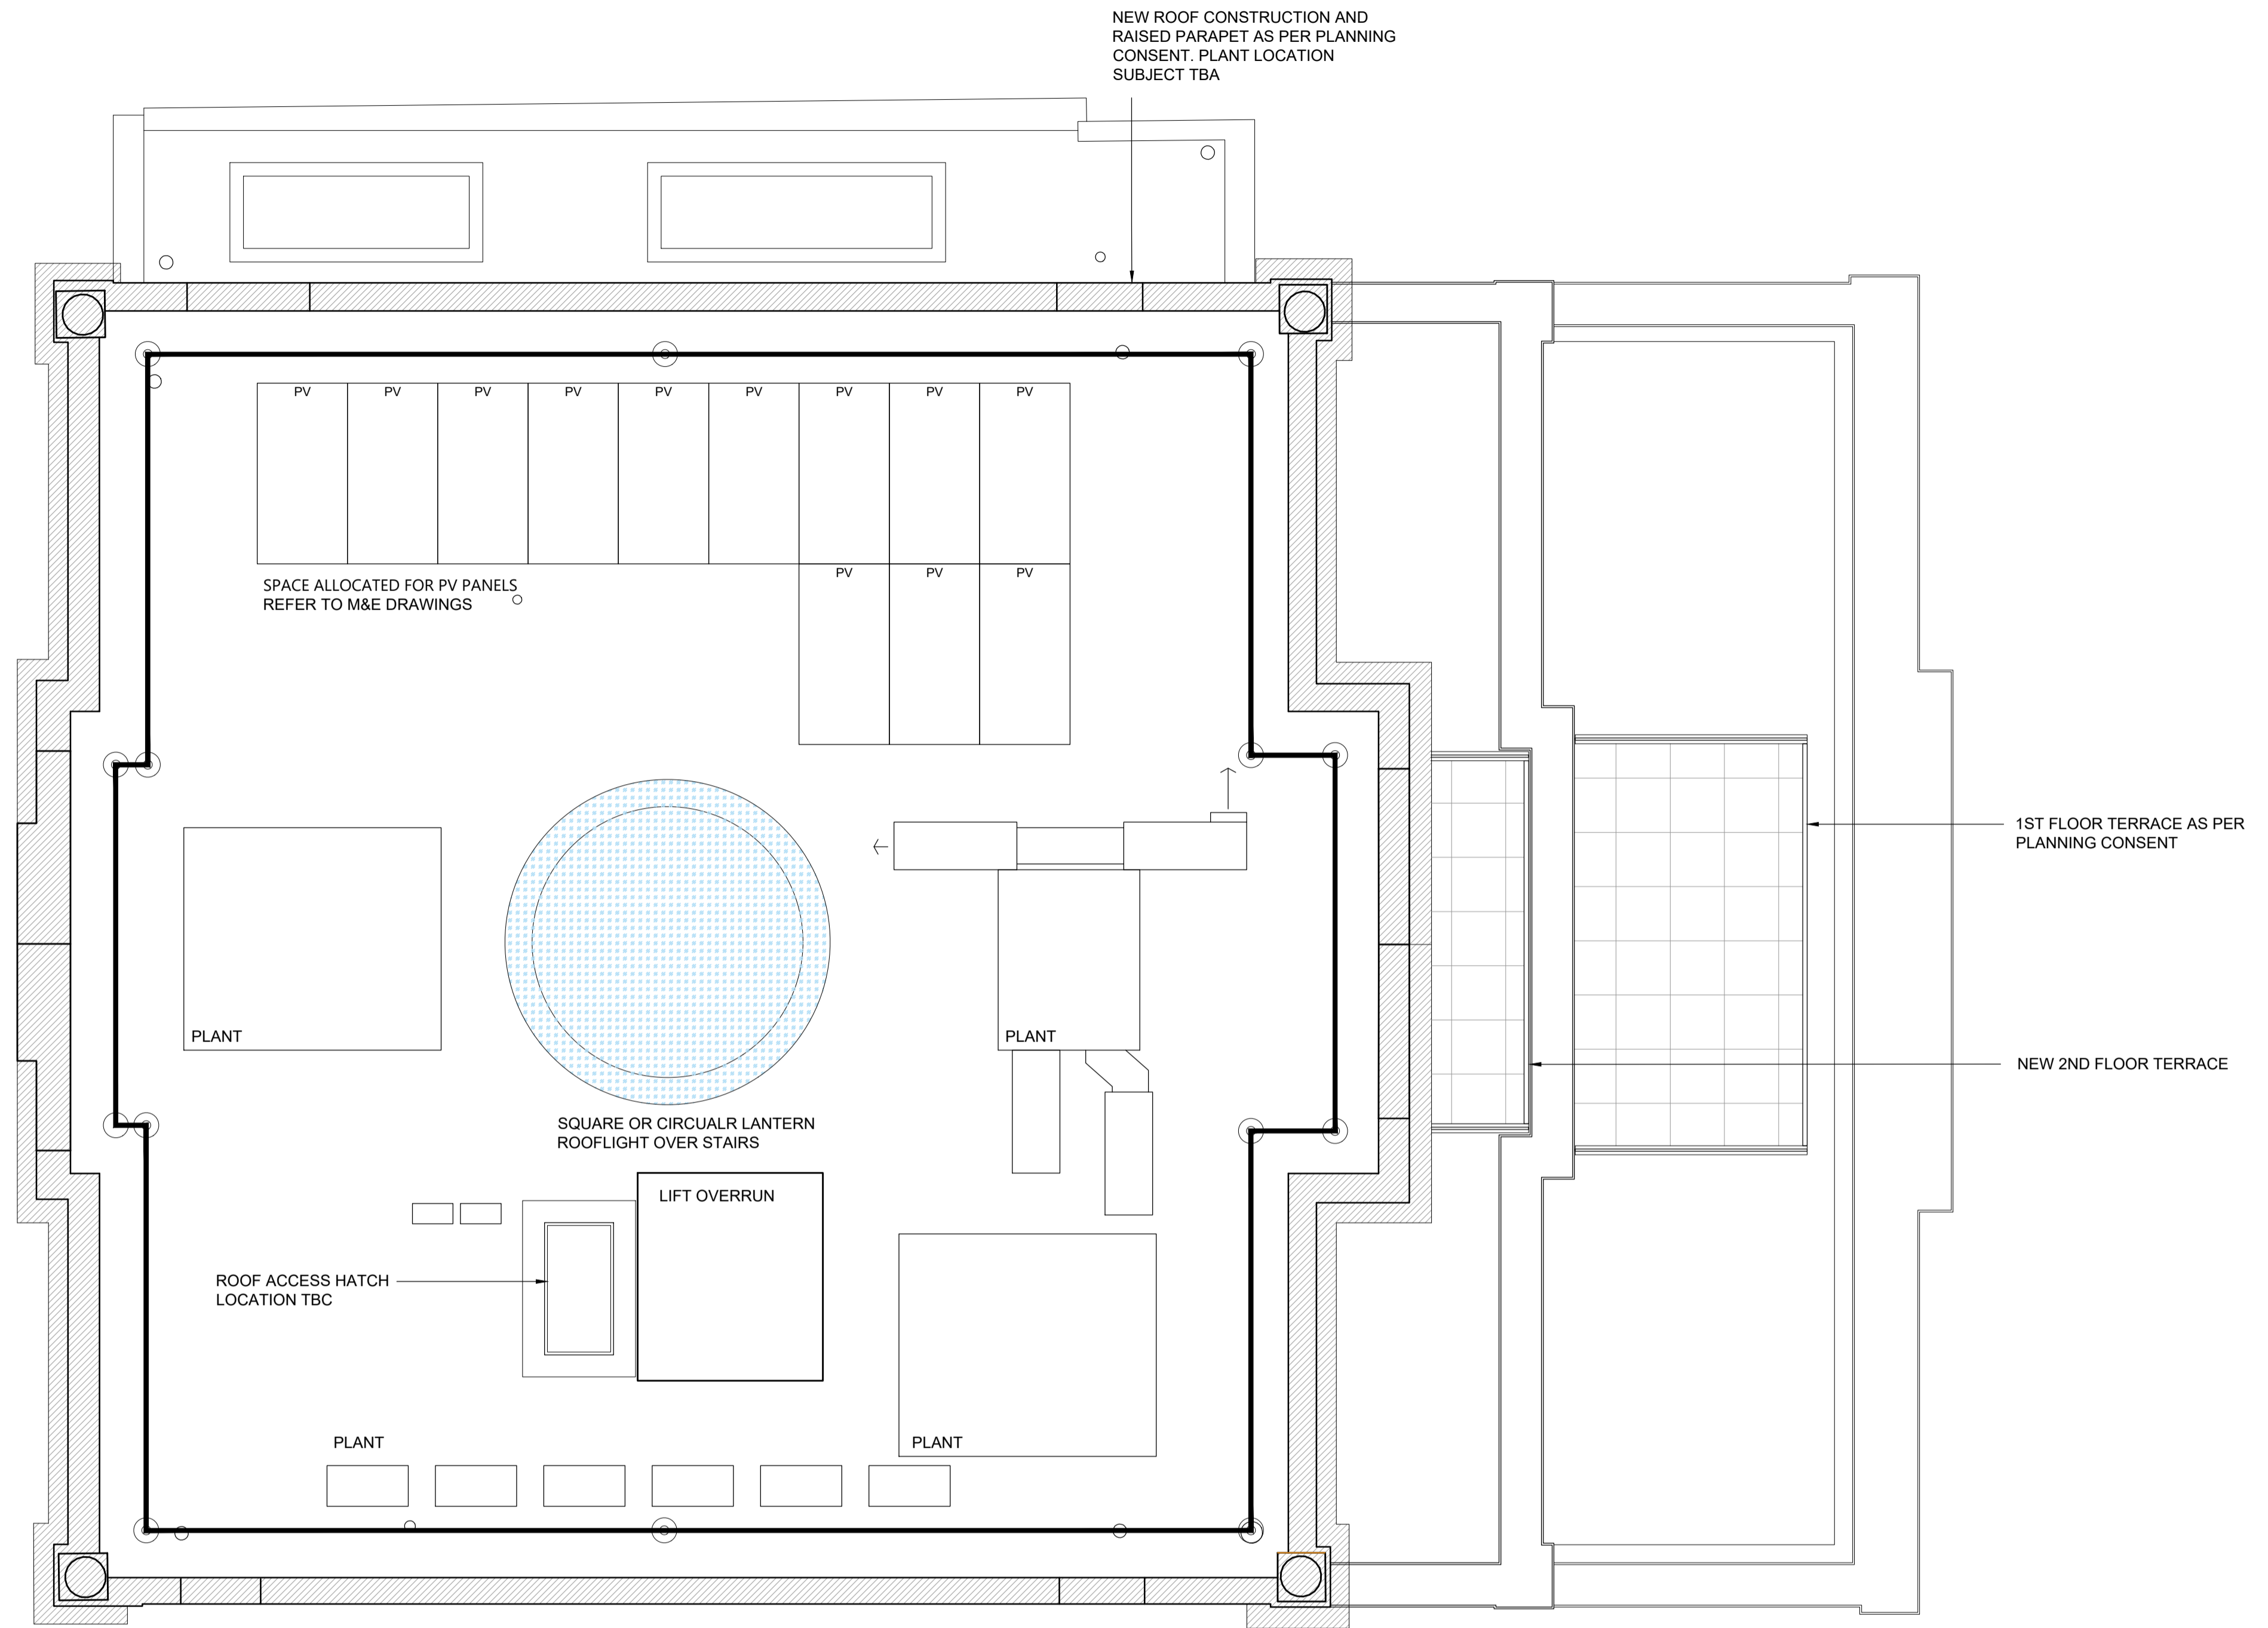 NEW ROOF CONSTRUCTION AND
RAISED PARAPET AS PER PLANNING
CONSENT. PLANT LOCATION
SUBJECT TBA
PV PV PV PV PV PV PV PV PV
SPACE ALLOCATED FOR PV PANELS
REFER TO M&E DRAWINGS
PV PV PV
1ST FLOOR TERRACE AS PER
PLANNING CONSENT
PLANT
PLANT
NEW 2ND FLOOR TERRACE
SQUARE OR CIRCUALR LANTERN
ROOFLIGHT OVER STAIRS
LIFT OVERRUN
ROOF ACCESS HATCH
LOCATION TBC
PLANT
PLANT